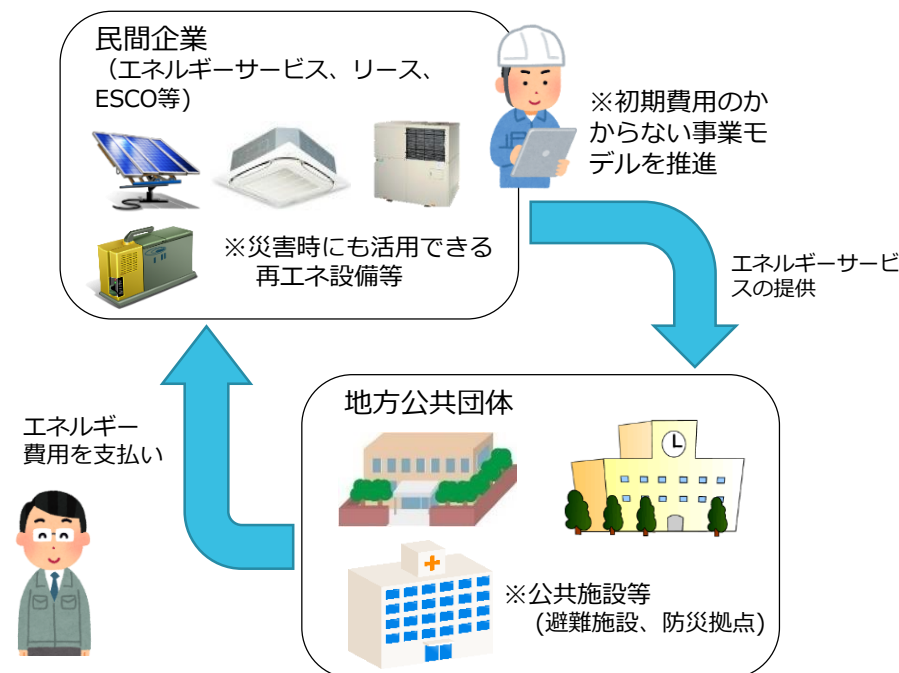 民間企業
（エネルギーサービス、リース、
ESCO等)
※初期費用のか
からない事業モ
デルを推進
※災害時にも活用できる
再エネ設備等
エネルギーサービ
スの提供
地方公共団体
エネルギー
費用を支払い
※公共施設等
(避難施設、防災拠点)